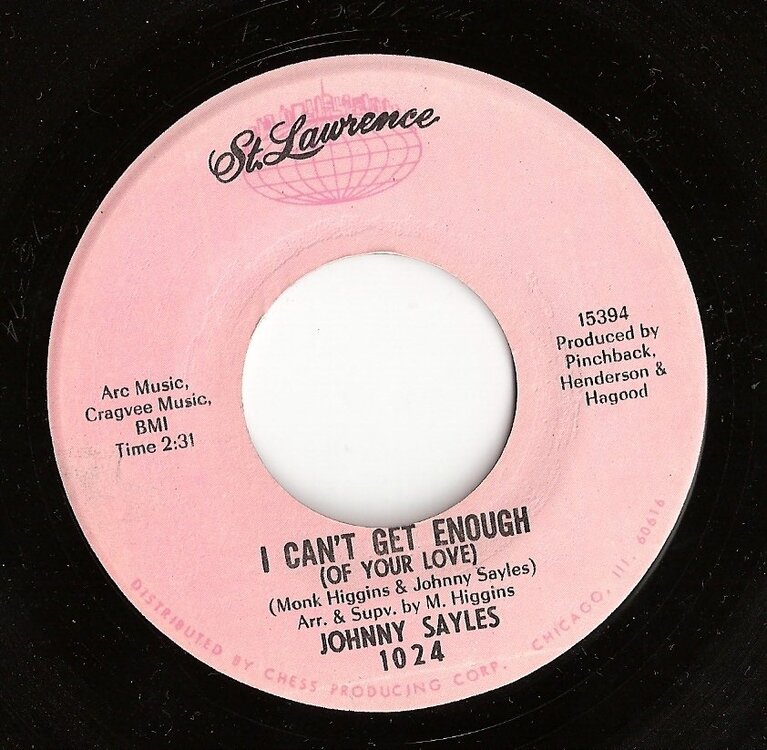 St. Lawrence
Arc Music,
Cragvee Music,
BMI
Time 2:31
15394
Produced by
Pinchback,
Henderson &
Hagood
I CAN'T GET ENOUGH
(OF YOUR LOVE)
(Monk Higgins & Johnny Sayles)
Arr. & Supv. by M. Higgins
JOHNNY SAYLES
1024
DISTRIBUTED BY CHESS PRODUCING CORP. CHICAGO, Ill. 60616